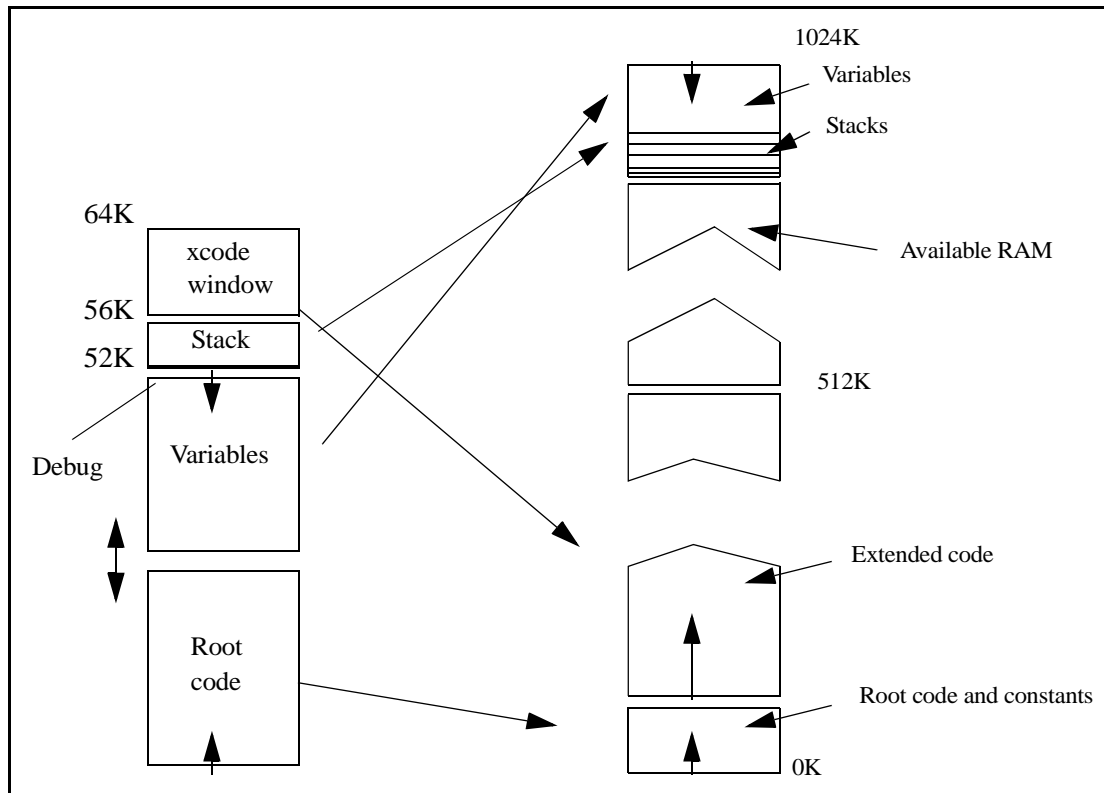 1024K
Variables
Stacks
64K
xcode
window
Available RAM
56K
Stack
52K
512K
Variables
Debug
Extended code
Root
code
Root code and constants
0K